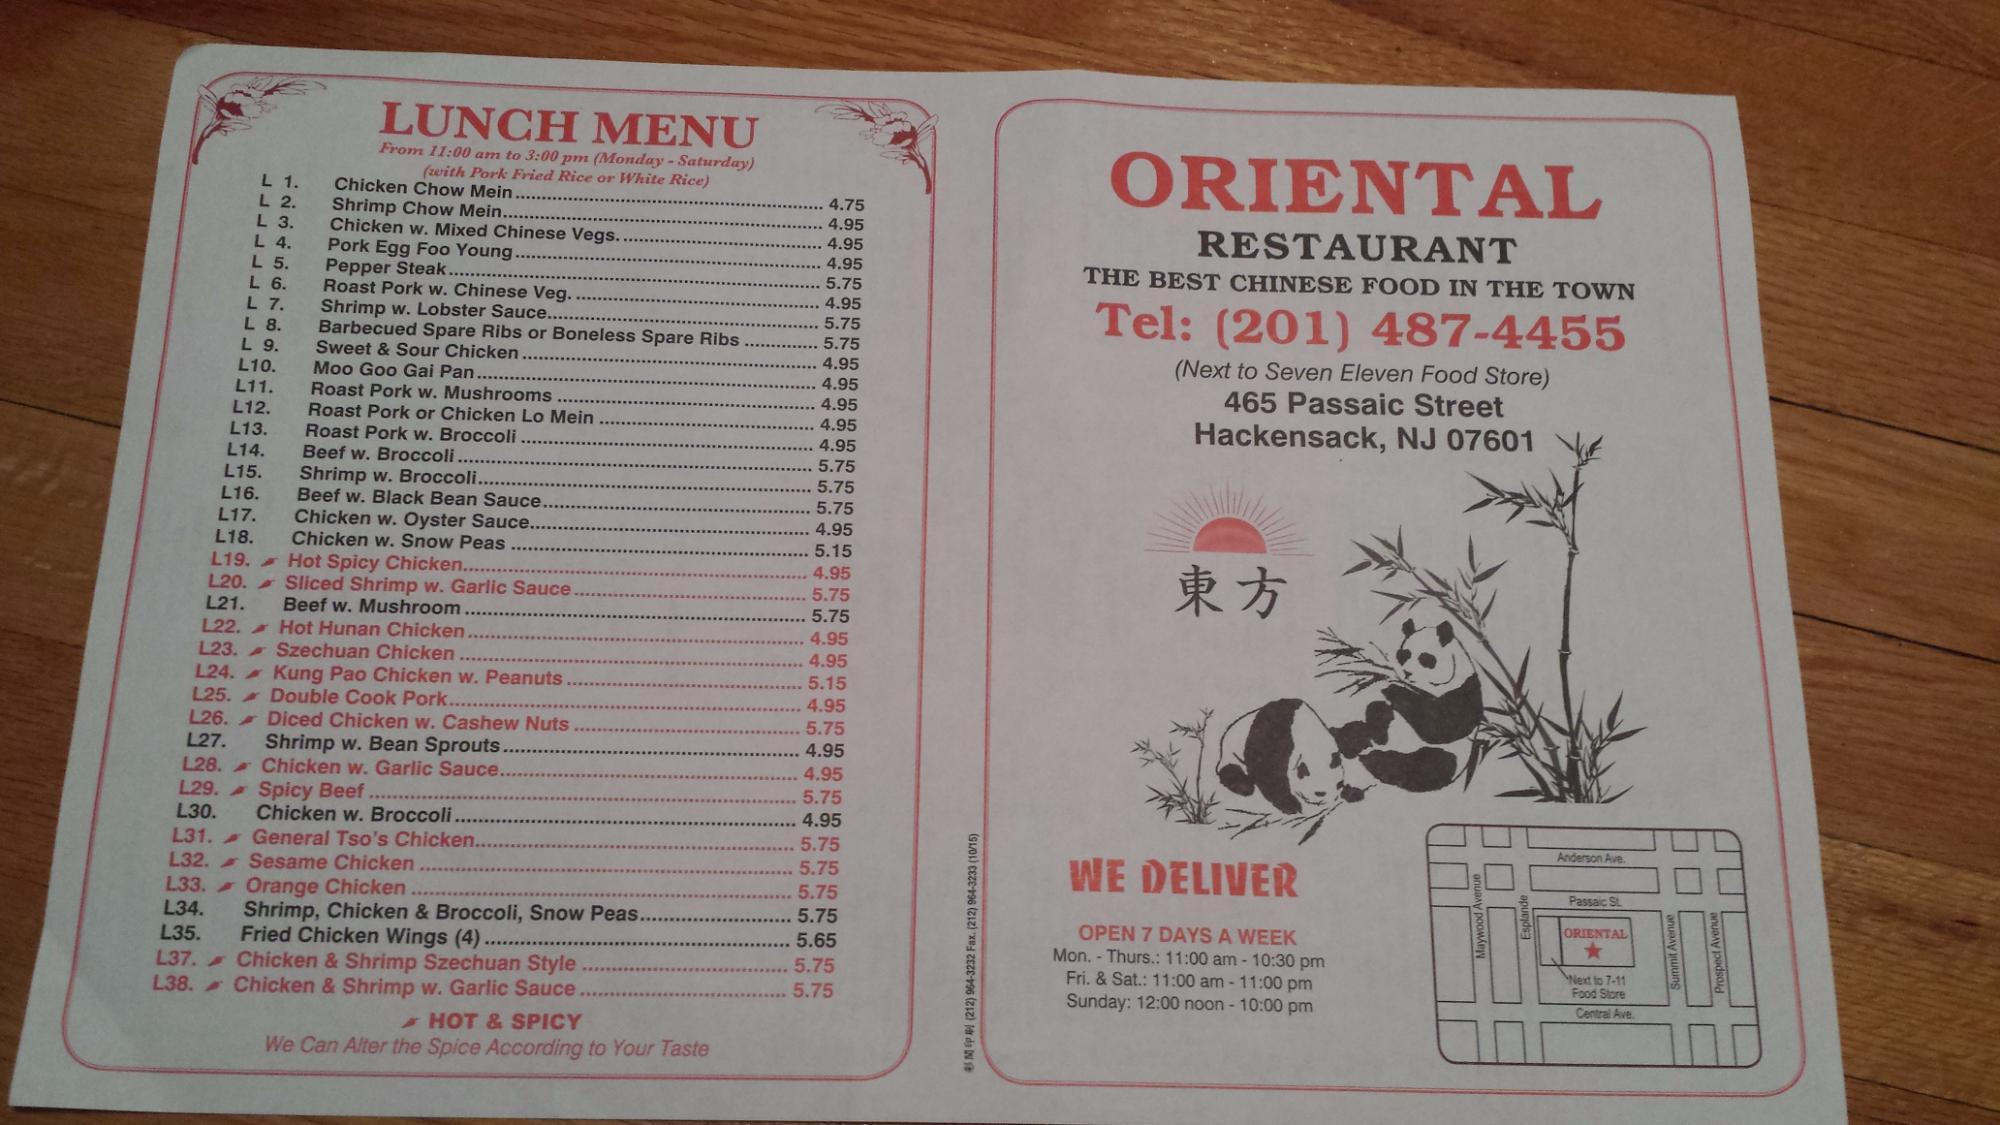 LUNCH MENU
From 11:00 am to 3:00 pm (Monday - Saturday)
(with Pork Fried Rice or White Rice)
L 1. Chicken Chow Mein 4.75
L 2. Shrimp Chow Mein 4.95
L 3. Chicken w. Mixed Chinese Vegs. 4.95
L 4. Pork Egg Foo Young 4.95
L 5. Pepper Steak 5.75
L 6. Roast Pork w. Chinese Veg. 4.95
L 7. Shrimp w. Lobster Sauce 5.75
L 8. Barbecued Spare Ribs or Boneless Spare Ribs 5.75
L 9. Sweet & Sour Chicken 4.95
L10. Moo Goo Gai Pan 4.95
L11. Roast Pork w. Mushrooms 4.95
L12. Roast Pork or Chicken Lo Mein 4.95
L13. Roast Pork w. Broccoli 4.95
L14. Beef w. Broccoli 5.75
L15. Shrimp w. Broccoli 5.75
L16. Beef w. Black Bean Sauce 5.75
L17. Chicken w. Oyster Sauce 4.95
L18. Chicken w. Snow Peas 5.15
L19. Hot Spicy Chicken 4.95
L20. Sliced Shrimp w. Garlic Sauce 5.75
L21. Beef w. Mushroom 5.75
L22. Hot Hunan Chicken 4.95
L23. Szechuan Chicken 4.95
L24. Kung Pao Chicken w. Peanuts 5.15
L25. Double Cook Pork 4.95
L26. Diced Chicken w. Cashew Nuts 5.75
L27. Shrimp w. Bean Sprouts 4.95
L28. Chicken w. Garlic Sauce 4.95
L29. Spicy Beef 5.75
L30. Chicken w. Broccoli 4.95
L31. General Tso's Chicken 5.75
L32. Sesame Chicken 5.75
L33. Orange Chicken 5.75
L34. Shrimp, Chicken & Broccoli, Snow Peas 5.75
L35. Fried Chicken Wings (4) 5.65
L37. Chicken & Shrimp Szechuan Style 5.75
L38. Chicken & Shrimp w. Garlic Sauce 5.75
HOT & SPICY
We Can Alter the Spice According to Your Taste
(212) 964-3232 Fax. (212) 964-3233 (10/15)
ORIENTAL
RESTAURANT
THE BEST CHINESE FOOD IN THE TOWN
Tel: (201) 487-4455
(Next to Seven Eleven Food Store)
465 Passaic Street
Hackensack, NJ 07601
東方
WE DELIVER
OPEN 7 DAYS A WEEK
Mon. - Thurs.: 11:00 am - 10:30 pm
Fri. & Sat.: 11:00 am - 11:00 pm
Sunday: 12:00 noon - 10:00 pm
Anderson Ave.
Passaic St.
Maywood Avenue
Esplande
ORIENTAL
Next to 7-11
Food Store
Summit Avenue
Prospect Avenue
Central Ave.